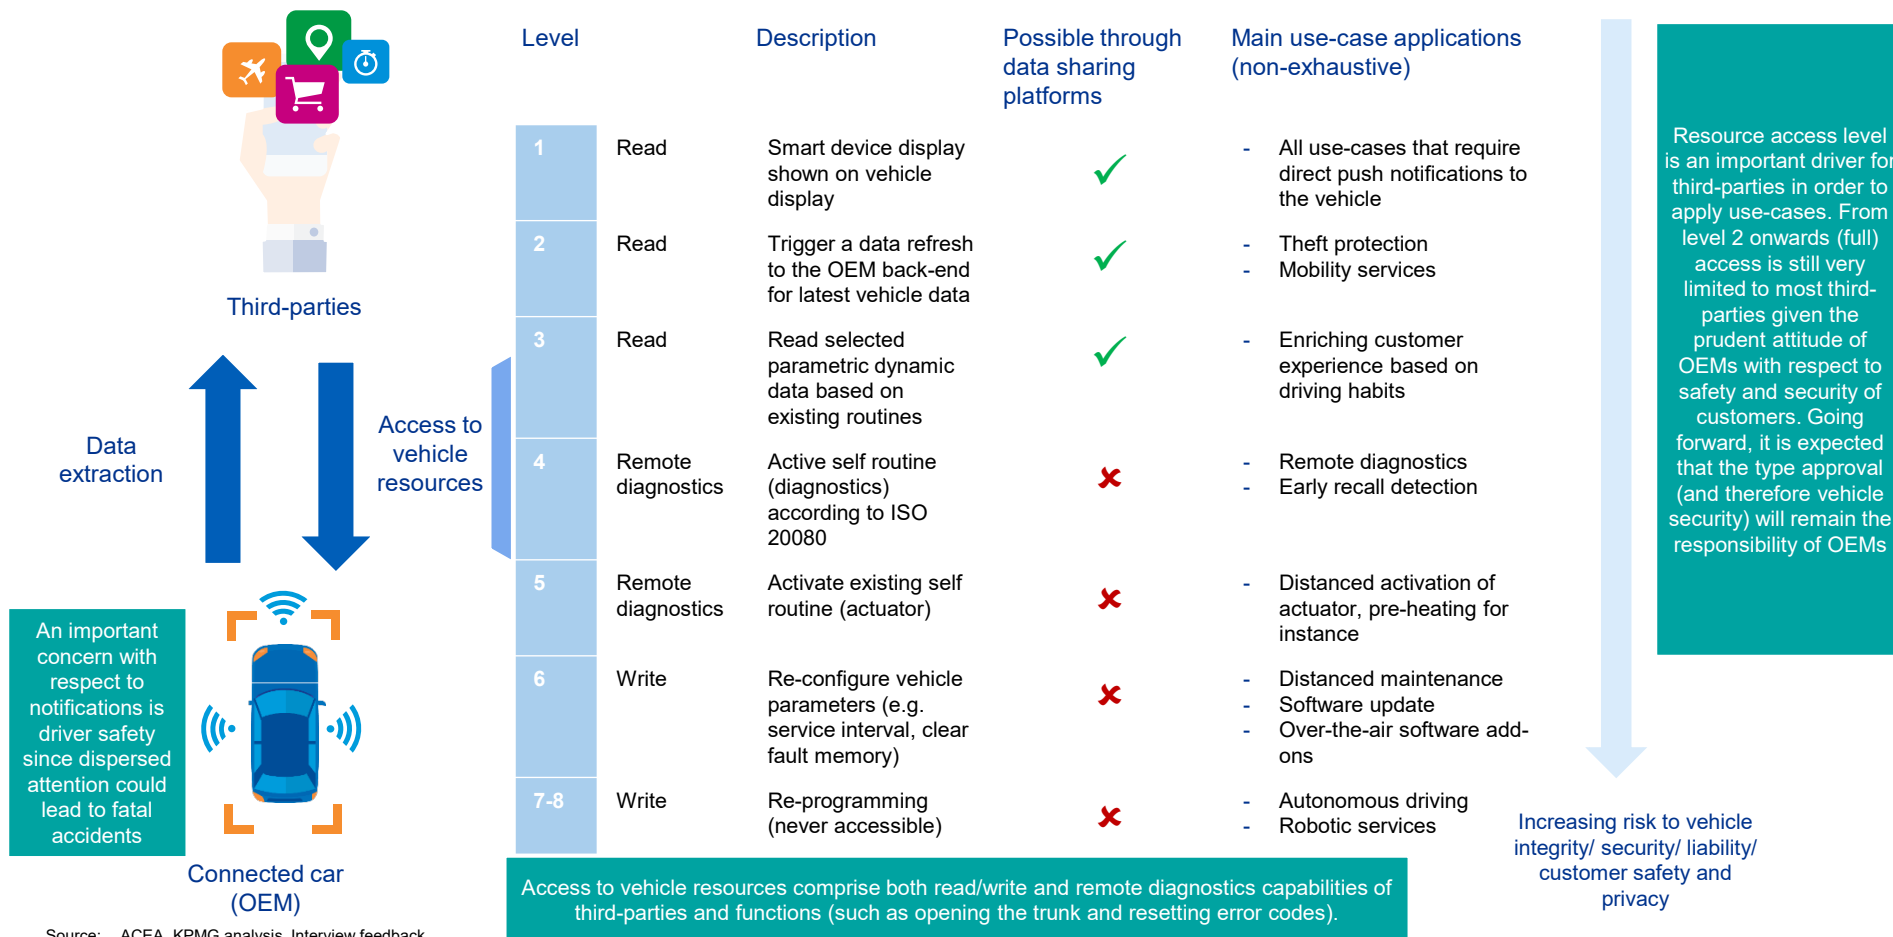 Level
Description
Possible through
data sharing
platforms
Main use-case applications
(non-exhaustive)
1
Read
Smart device display
shown on vehicle
display
- All use-cases that require
direct push notifications to
the vehicle
2
Read
Trigger a data refresh
to the OEM back-end
for latest vehicle data
- Theft protection
- Mobility services
3
Read
Read selected
parametric dynamic
data based on
existing routines
- Enriching customer
experience based on
driving habits
4
Remote
diagnostics
Active self routine
(diagnostics)
according to ISO
20080
- Remote diagnostics
- Early recall detection
5
Remote
diagnostics
Activate existing self
routine (actuator)
- Distanced activation of
actuator, pre-heating for
instance
6
Write
Re-configure vehicle
parameters (e.g.
service interval, clear
fault memory)
- Distanced maintenance
- Software update
- Over-the-air software add-
ons
7-8
Write
Re-programming
(never accessible)
- Autonomous driving
- Robotic services
Third-parties
Data
extraction
Access to
vehicle
resources
An important
concern with
respect to
notifications is
driver safety
since dispersed
attention could
lead to fatal
accidents
Connected car
(OEM)
Access to vehicle resources comprise both read/write and remote diagnostics capabilities of
third-parties and functions (such as opening the trunk and resetting error codes).
Resource access level
is an important driver for
third-parties in order to
apply use-cases. From
level 2 onwards (full)
access is still very
limited to most third-
parties given the
prudent attitude of
OEMs with respect to
safety and security of
customers. Going
forward, it is expected
that the type approval
(and therefore vehicle
security) will remain the
responsibility of OEMs
Increasing risk to vehicle
integrity/ security/ liability/
customer safety and
privacy
Source: ACEA, KPMG analysis, Interview feedback